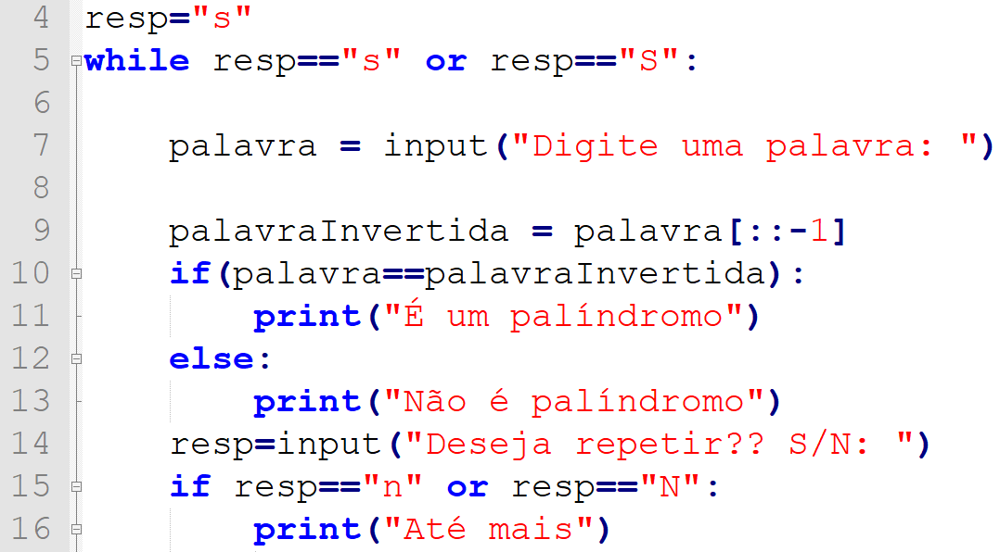 4 resp="s"
5 while resp=="s" or resp=="S":
6
7 palavra = input("Digite uma palavra: ")
8
9 palavraInvertida = palavra[::-1]
10 if(palavra==palavraInvertida):
11 print("É um palíndromo")
12 else:
13 print("Não é palíndromo")
14 resp=input("Deseja repetir?? S/N: ")
15 if resp=="n" or resp=="N":
16 print("Até mais")